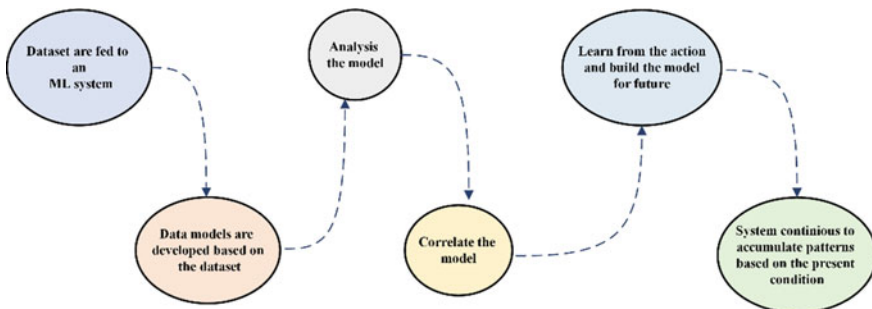 Dataset are fed to
an
ML system
Data models are
developed based on
the dataset
Analysis
the model
Correlate the
model
Learn from the action
and build the model
for future
System continious to
accumulate patterns
based on the present
condition